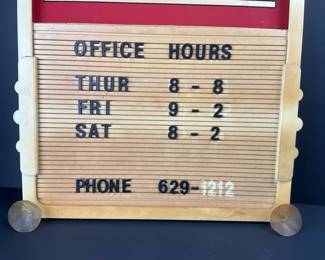 OFFICE HOURS
THUR 8 - 8
FRI 9 - 2
SAT 8 - 2
PHONE 629-1212